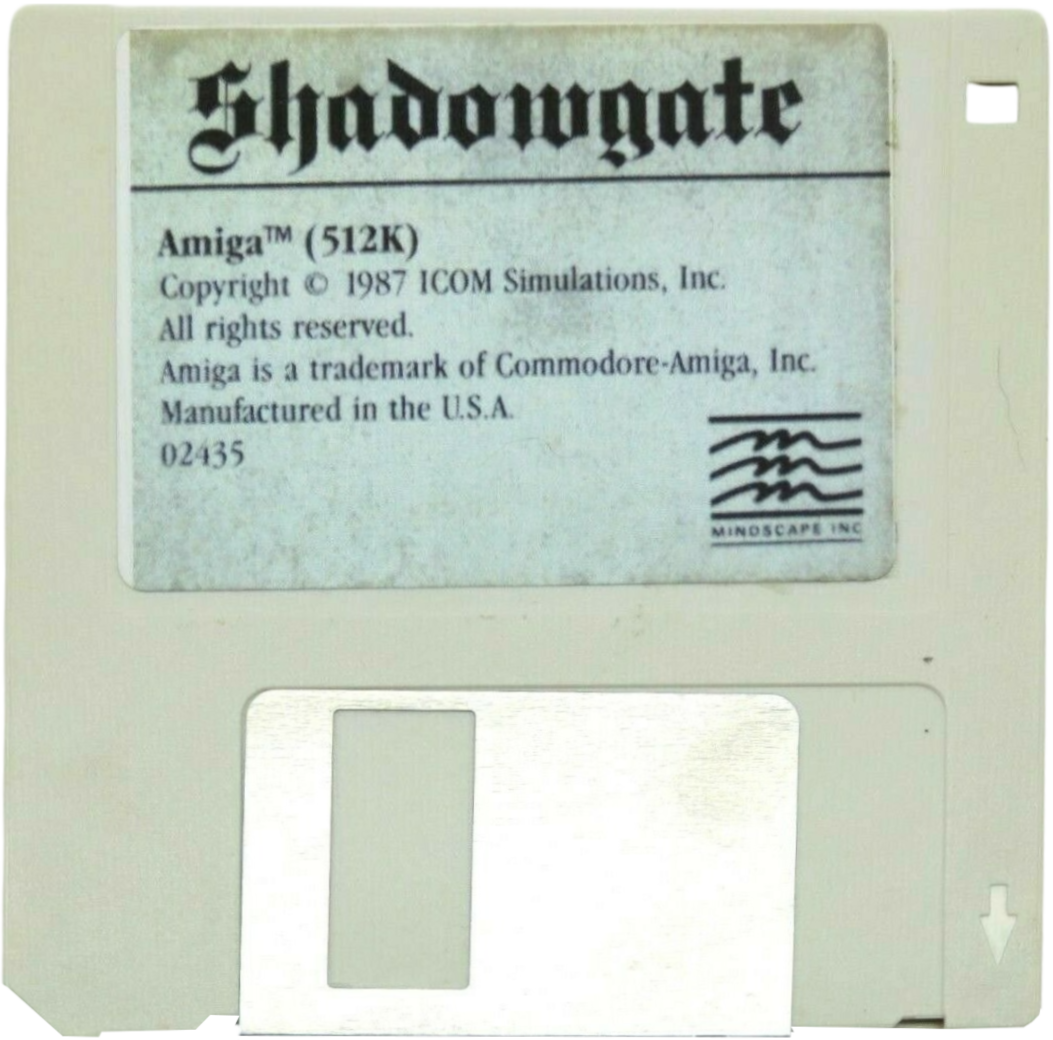 Shadowgate
Amiga™ (512K)
Copyright © 1987 ICOM Simulations, Inc.
All rights reserved.
Amiga is a trademark of Commodore-Amiga, Inc.
Manufactured in the U.S.A.
02435
MINDSCAPE INC